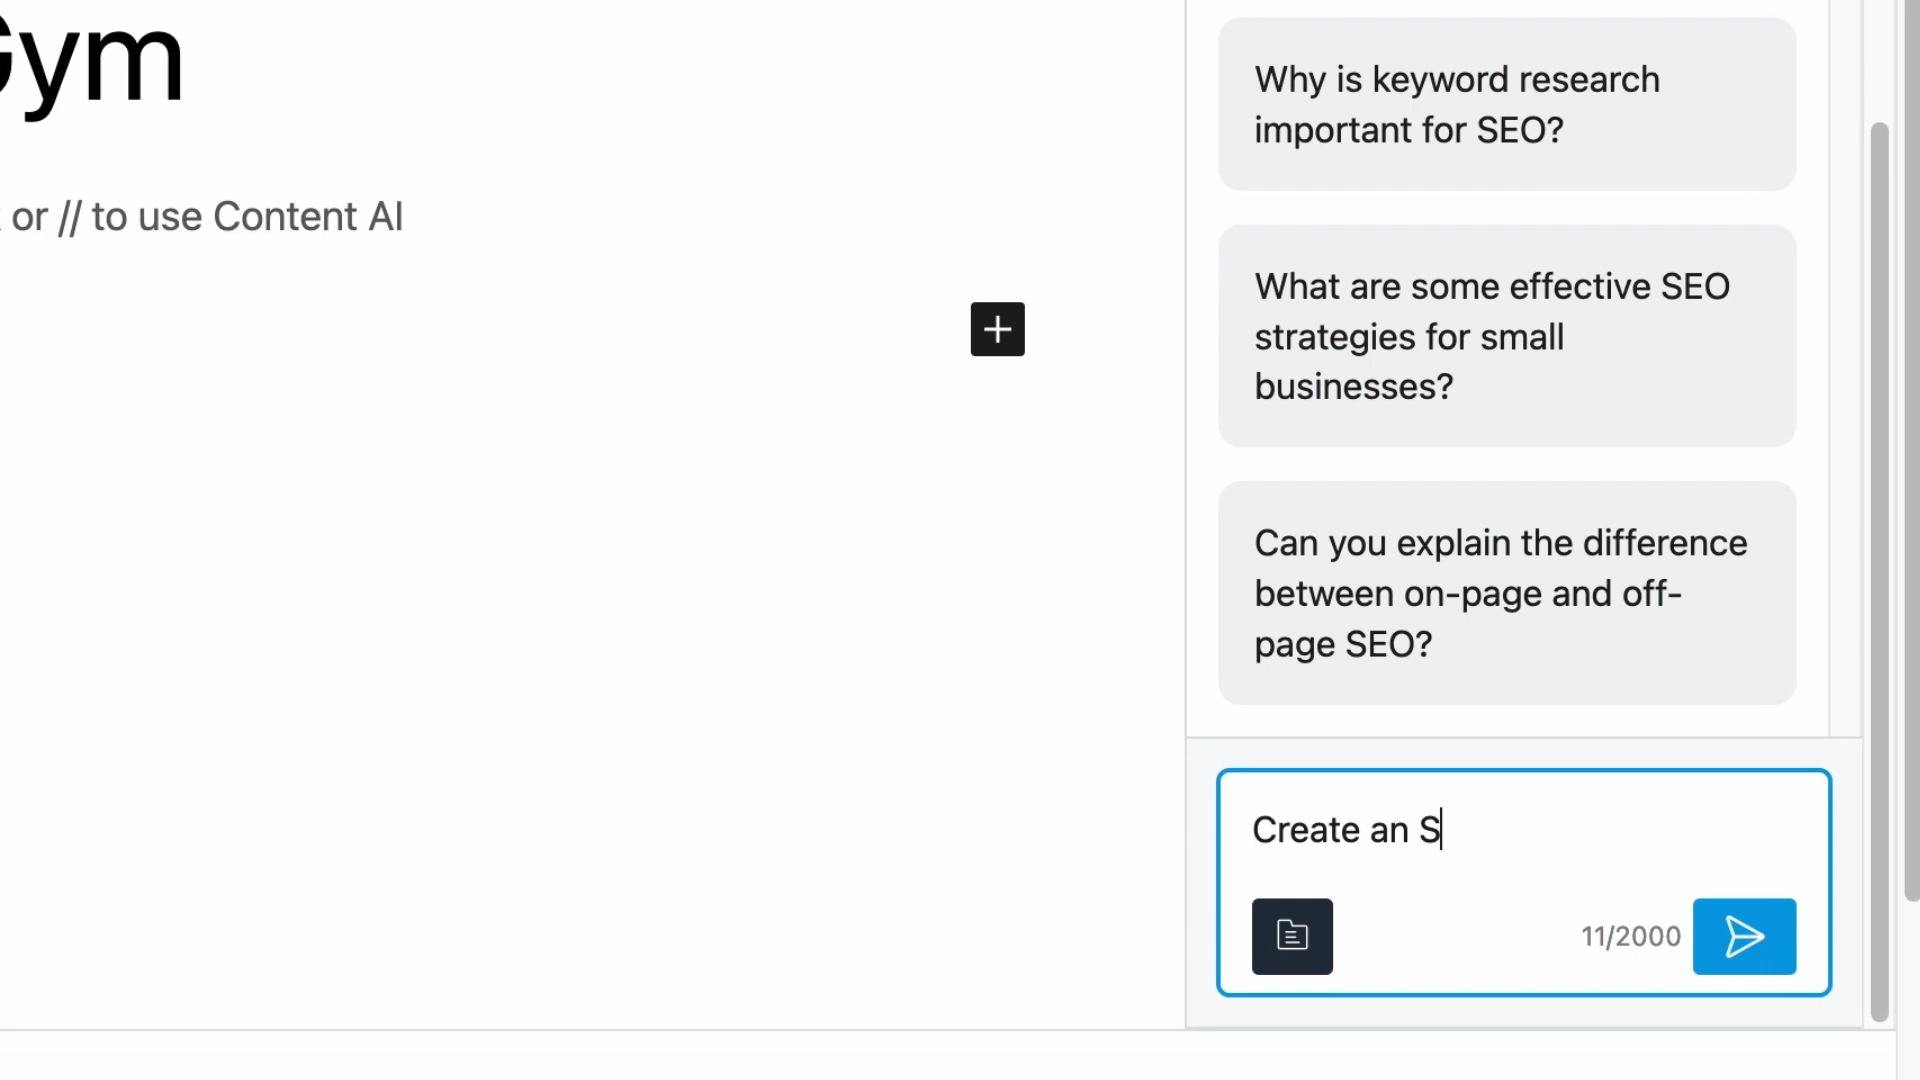 Gym
or // to use Content AI
Why is keyword research
important for SEO?
What are some effective SEO
strategies for small
businesses?
Can you explain the difference
between on-page and off-
page SEO?
Create an S
11/2000